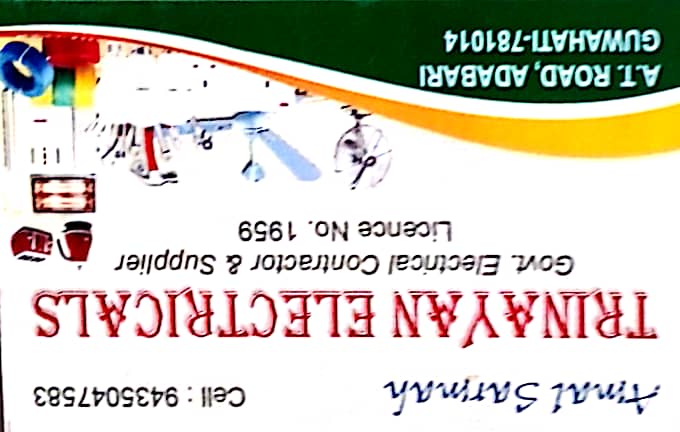 Amal Sarmah
Cell : 9435047583
TRINAYAN ELECTRICALS
Govt. Electrical Contractor & Supplier
Licence No. 1959
A.T. ROAD, ADABARI
GUWAHATI-781014